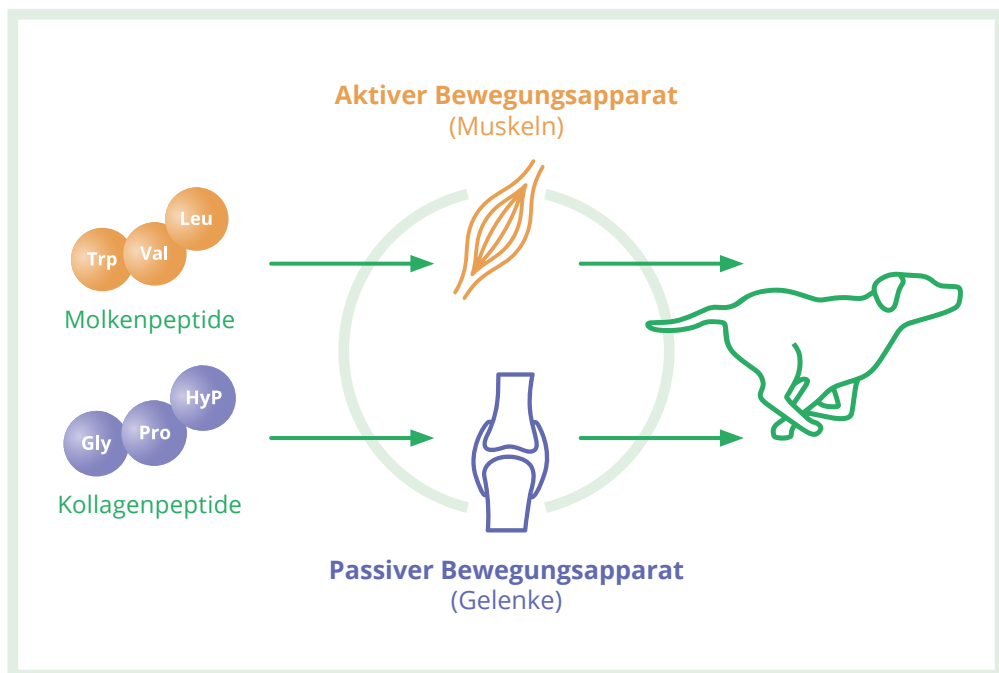 Aktiver Bewegungsapparat
(Muskeln)
Trp Val Leu
Molkenpeptide
Gly Pro HyP
Kollagenpeptide
Passiver Bewegungsapparat
(Gelenke)